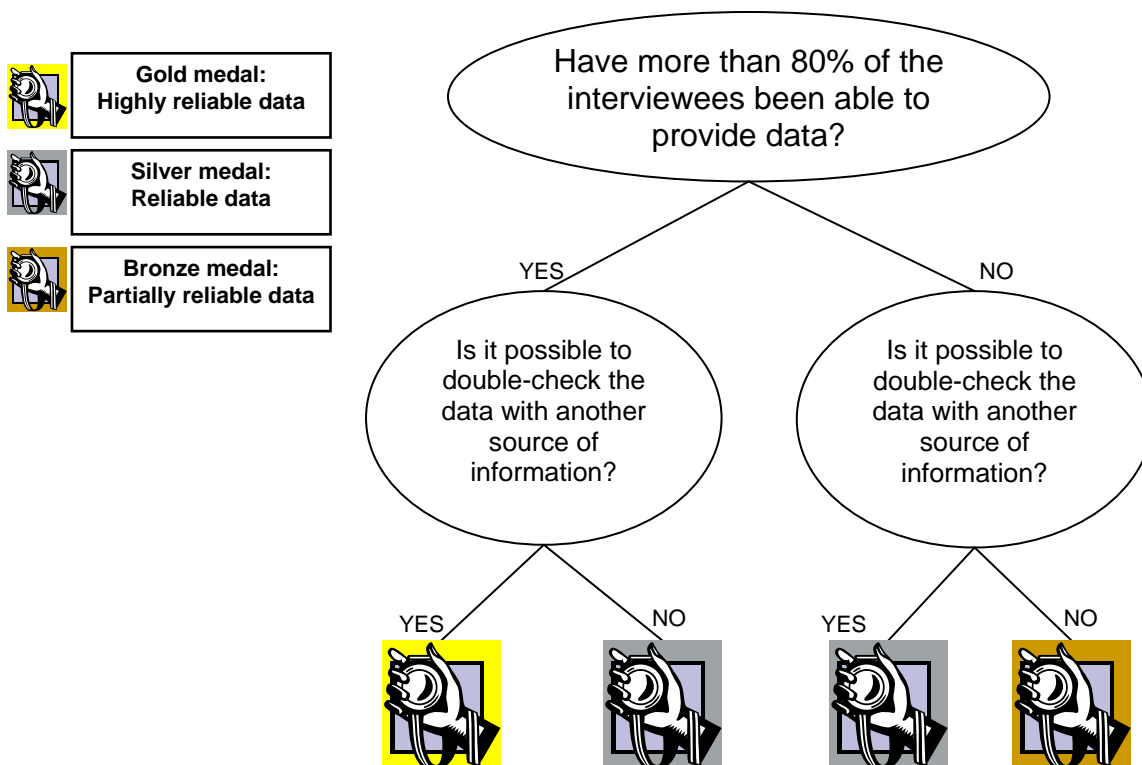 Gold medal:
Highly reliable data
Silver medal:
Reliable data
Bronze medal:
Partially reliable data
Have more than 80% of the
interviewees been able to
provide data?
YES
NO
Is it possible to
double-check the
data with another
source of
information?
Is it possible to
double-check the
data with another
source of
information?
YES
NO
YES
NO